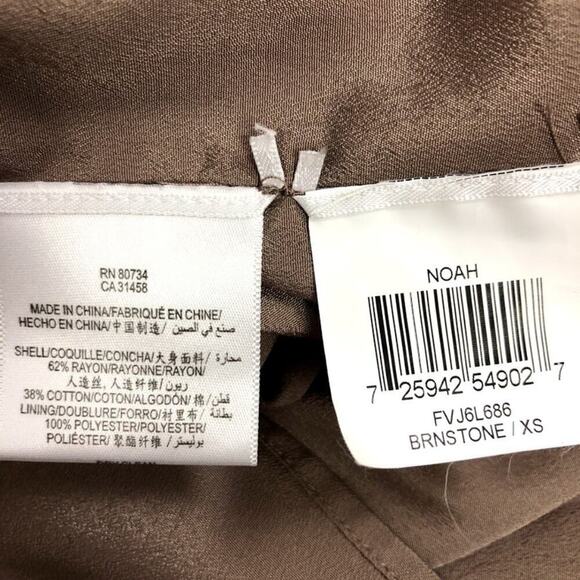 RN 80734
CA 31458
MADE IN CHINA/FABRIQUÉ EN CHINE/
HECHO EN CHINA/中国制造/ صنع في الصين
SHELL/COQUILLE/CONCHA/大身面料/ محارة
62% RAYON/RAYONNE/RAYON/
人造丝, 人造纤维/ ريون
38% COTTON/COTON/ALGODÓN/棉/ قطن
LINING/DOUBLURE/FORRO/衬里布/ بطانة
100% POLYESTER/POLYESTER/
POLIÉSTER/聚酯纤维/ بوليستر
NOAH
7 25942 54902 7
FVJ6L686
BRNSTONE / XS